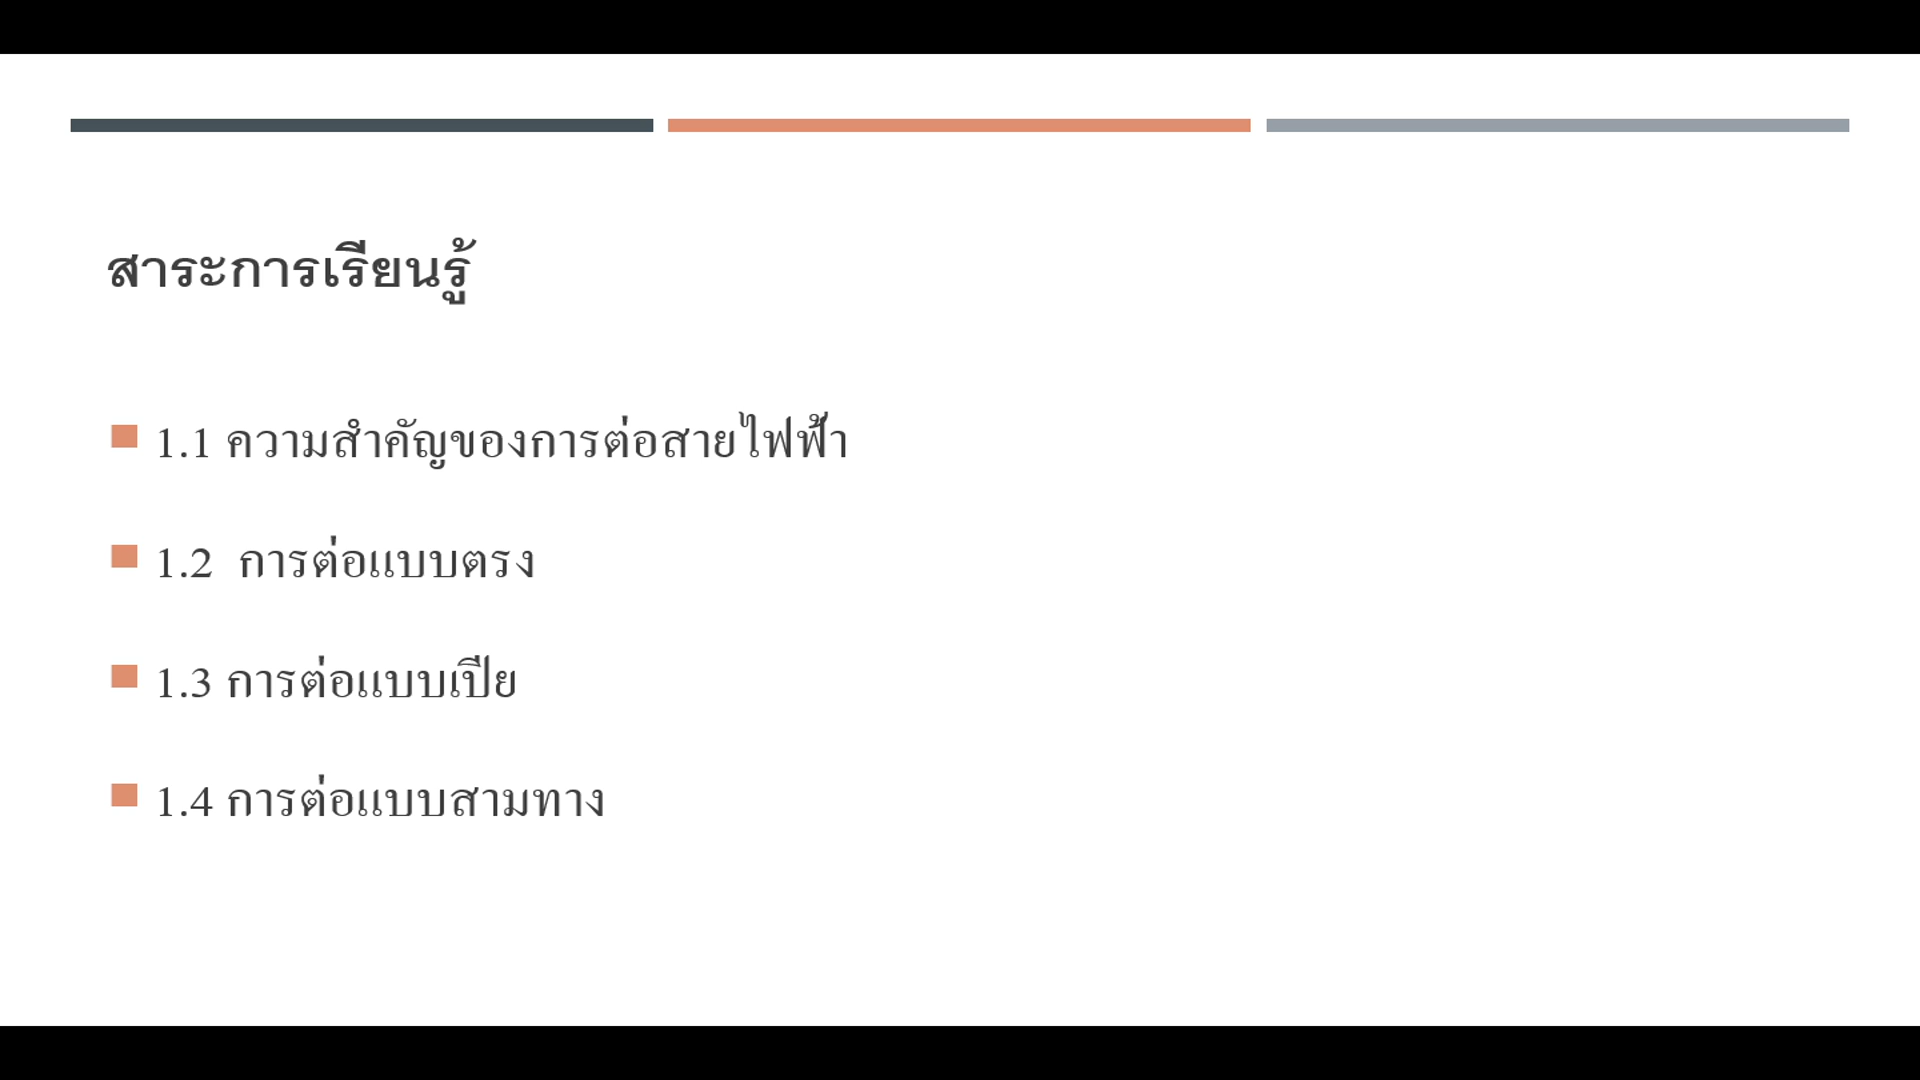 สาระการเรียนรู้
1.1 ความสำคัญของการต่อสายไฟฟ้า
1.2 การต่อแบบตรง
1.3 การต่อแบบเปีย
1.4 การต่อแบบสามทาง